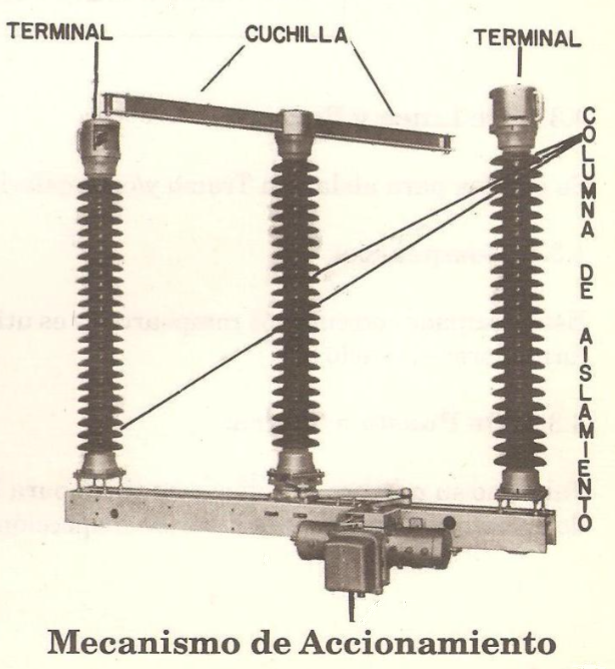 TERMINAL
CUCHILLA
TERMINAL
COLUMNA DE AISLAMIENTO
Mecanismo de Accionamiento